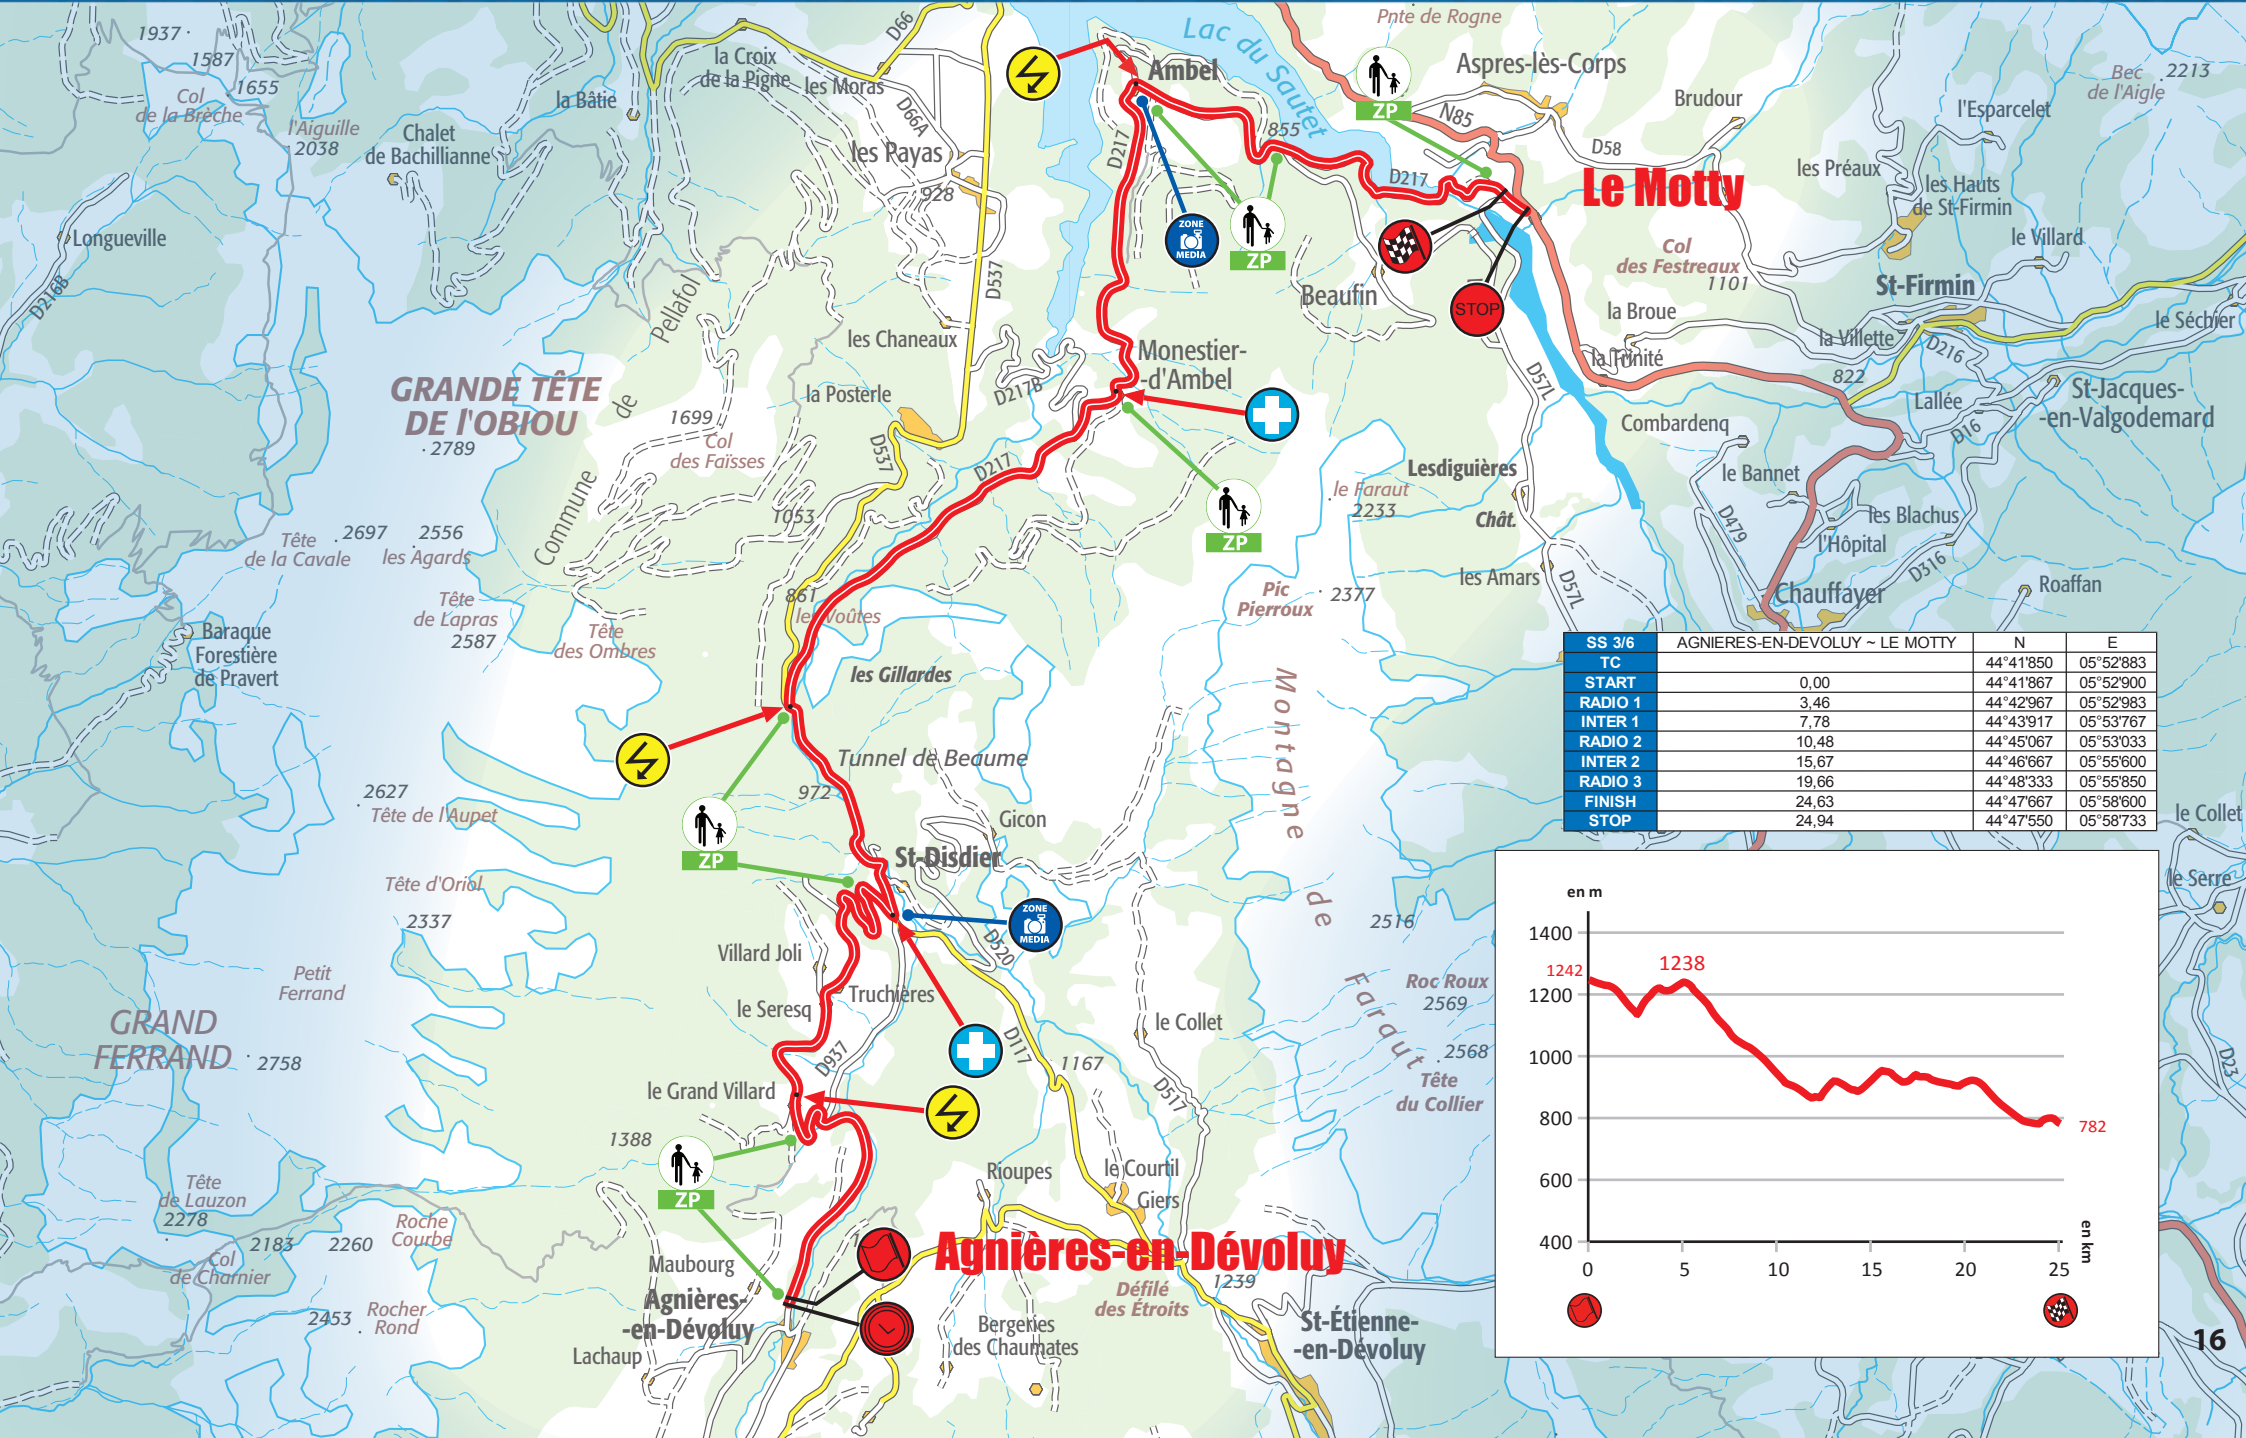 1937
1587
1655
Col
de la Brèche
l'Aiguille
2038
Chalet
de Bachillianne
la Bâtie
la Croix
de la Pigne
les Moras
D66
D66A
les Payas
928
D537
Lac du Sautet
Ambel
D217
855
Pnte de Rogne
Aspres-lès-Corps
ZP
N85
Brudour
D58
l'Esparcelet
Bec
de l'Aigle
2213
les Préaux
les Hauts
de St-Firmin
le Villard
Le Motty
D217
Col
des Festreaux
1101
St-Firmin
le Séchier
Longueville
D216B
ZONE
MEDIA
ZP
Beaufin
STOP
la Broue
la Trinité
la Villette
D216
822
Lallée
St-Jacques-
-en-Valgodemard
D16
Pellafol
de
Commune
les Chaneaux
la Posterle
D217B
Monestier-
-d'Ambel
D57L
Combardenq
GRANDE TÊTE
DE l'OBIOU
2789
1699
Col
des Faïsses
D537
D217
Lesdiguières
Chât.
le Faraut
2233
le Bannet
les Blachus
l'Hôpital
D479
D316
Chauffayer
Roaffan
Tête
de la Cavale
2697
2556
les Agards
1053
ZP
les Amars
D57L
Tête
de Lapras
2587
Tête
des Ombres
861
les Voûtes
Pic
Pierroux
2377
Baraque
Forestière
de Pravert
les Gillardes
Montagne
de
Faraut
SS 3/6 AGNIERES-EN-DEVOLUY ~ LE MOTTY N E
TC 44°41'850 05°52'883
START 0,00 44°41'867 05°52'900
RADIO 1 3,46 44°42'967 05°52'983
INTER 1 7,78 44°43'917 05°53'767
RADIO 2 10,48 44°45'067 05°53'033
INTER 2 15,67 44°46'667 05°55'600
RADIO 3 19,66 44°48'333 05°55'850
FINISH 24,63 44°47'667 05°58'600
STOP 24,94 44°47'550 05°58'733
Tunnel de Beaume
972
2627
Tête de l'Aupet
Gicon
ZP
St-Disdier
le Collet
le Serre
Tête d'Oriol
2337
ZONE
MEDIA
2516
Villard Joli
D520
Petit
Ferrand
le Seresq
Truchières
Roc Roux
2569
GRAND
FERRAND
2758
D937
D117
1167
le Collet
2568
Tête
du Collier
D23
le Grand Villard
D517
1388
ZP
Rioupes
le Courtil
Giers
Tête
de Lauzon
2278
Roche
Courbe
2183
2260
Col
de Charnier
Maubourg
Agnières-en-Dévoluy
Agnières-
-en-Dévoluy
Défilé
des Étroits
1239
2453
Rocher
Rond
Lachaup
Bergeries
des Chaumates
St-Étienne-
-en-Dévoluy
en m
1400
1242
1238
1200
1000
800
782
600
400
0 5 10 15 20 25
en km
16